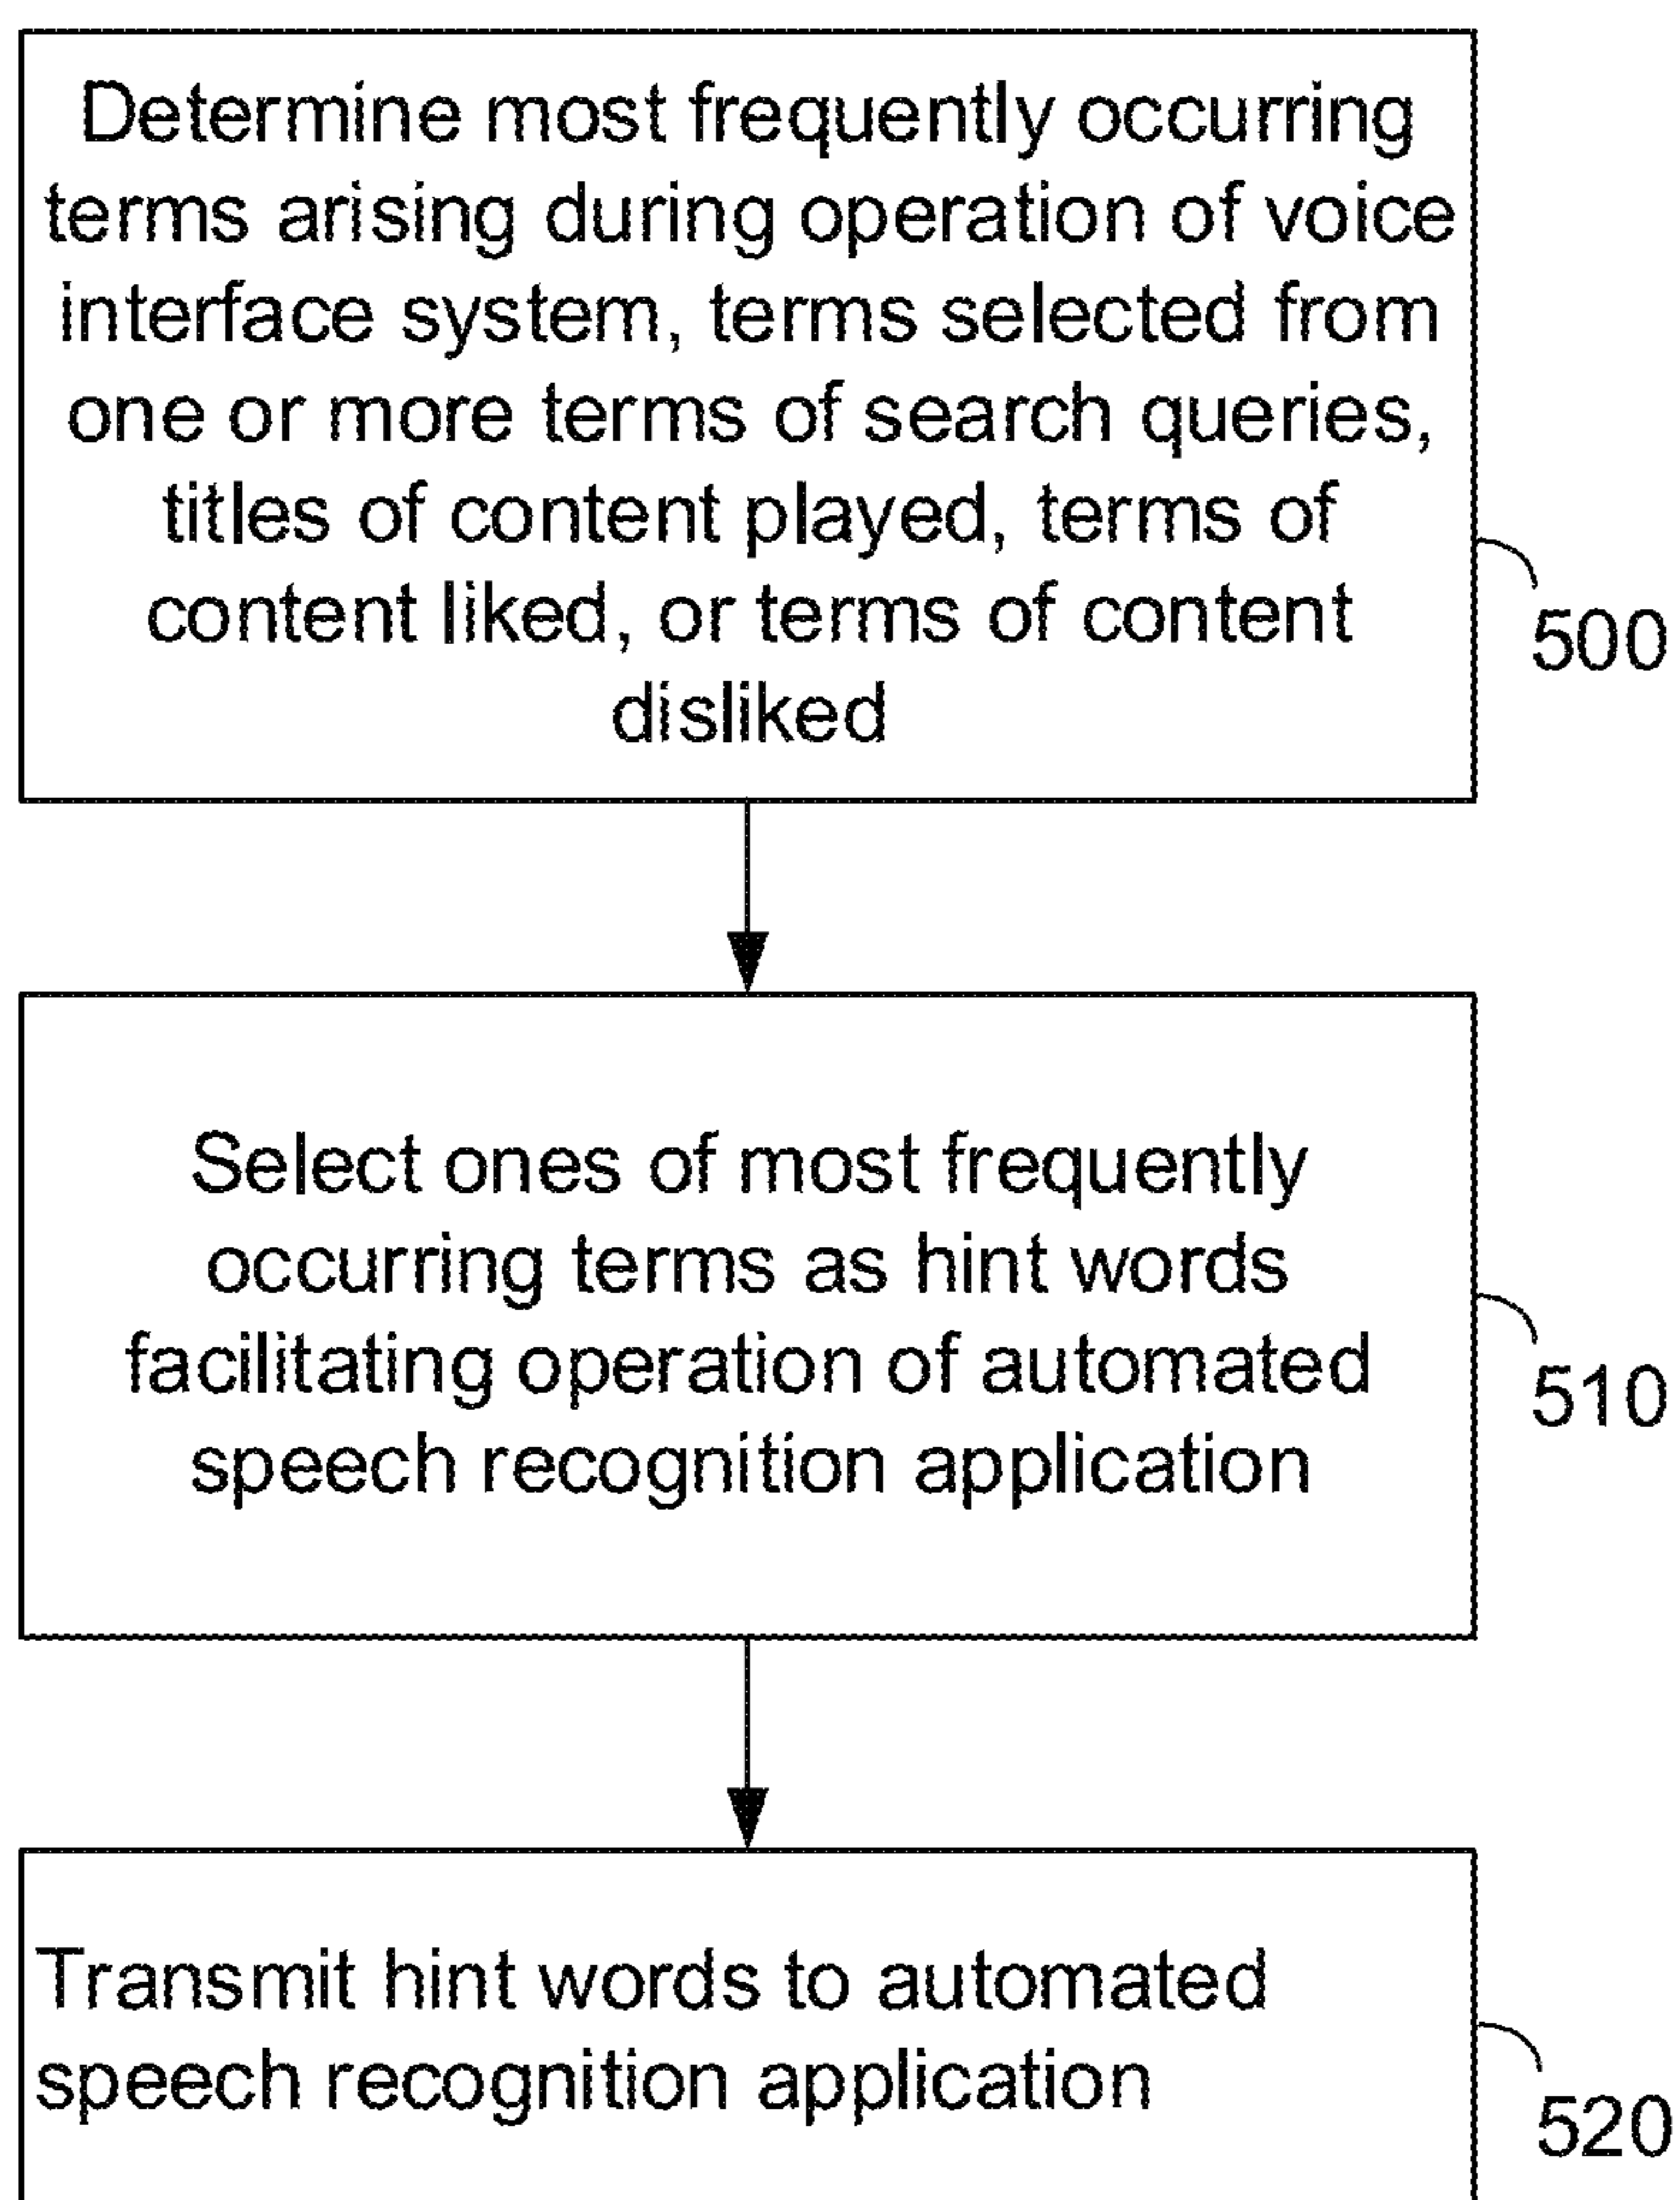 Determine most frequently occurring
terms arising during operation of voice
interface system, terms selected from
one or more terms of search queries,
titles of content played, terms of
content liked, or terms of content
disliked
500
Select ones of most frequently
occurring terms as hint words
facilitating operation of automated
speech recognition application
510
Transmit hint words to automated
speech recognition application
520